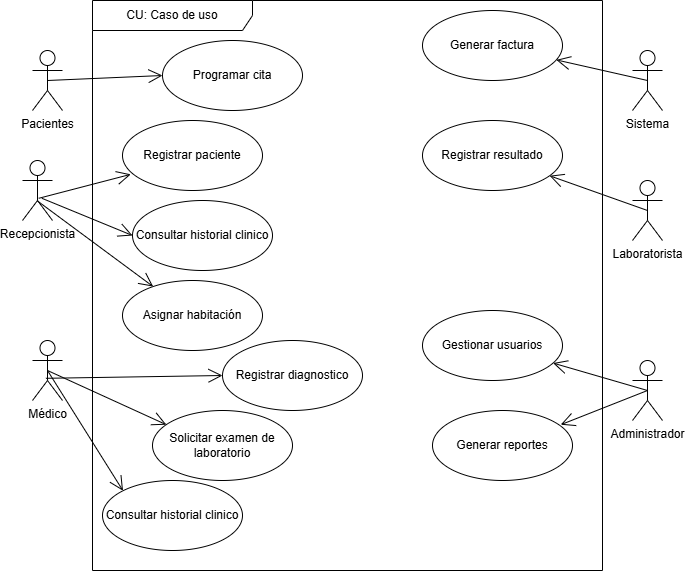 CU: Caso de uso
Generar factura
Programar cita
Pacientes
Sistema
Registrar paciente
Registrar resultado
Recepcionista
Consultar historial clinico
Laboratorista
Asignar habitación
Gestionar usuarios
Registrar diagnostico
Médico
Administrador
Solicitar examen de
laboratorio
Generar reportes
Consultar historial clinico